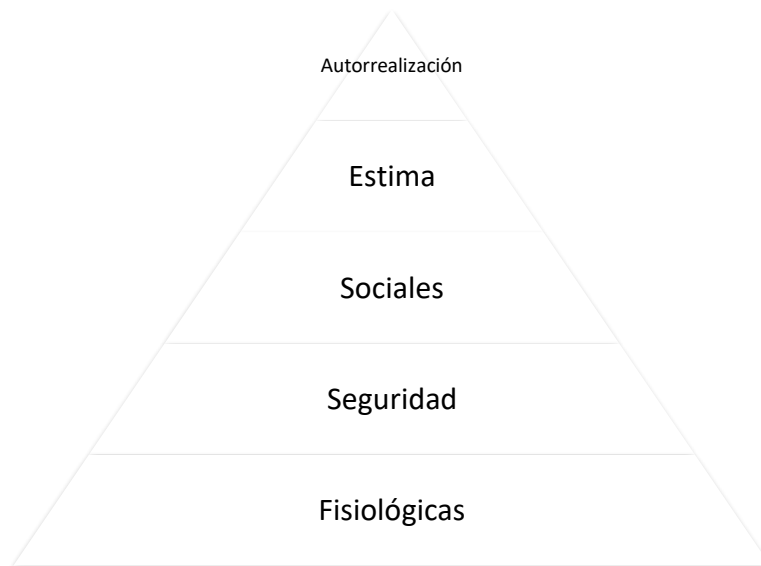 Autorrealización
Estima
Sociales
Seguridad
Fisiológicas